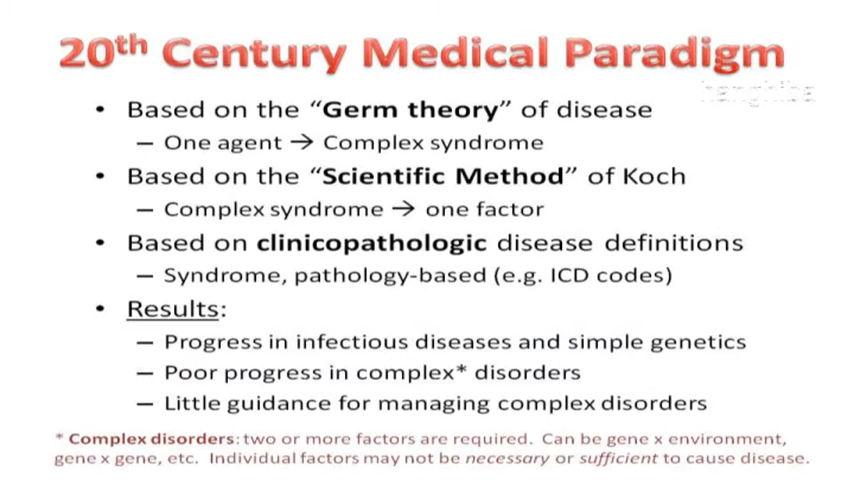 20th Century Medical Paradigm
• Based on the “Germ theory” of disease
– One agent → Complex syndrome
• Based on the “Scientific Method” of Koch
– Complex syndrome → one factor
• Based on clinicopathologic disease definitions
– Syndrome, pathology-based (e.g. ICD codes)
• Results:
– Progress in infectious diseases and simple genetics
– Poor progress in complex* disorders
– Little guidance for managing complex disorders
* Complex disorders: two or more factors are required. Can be gene x environment,
gene x gene, etc. Individual factors may not be necessary or sufficient to cause disease.